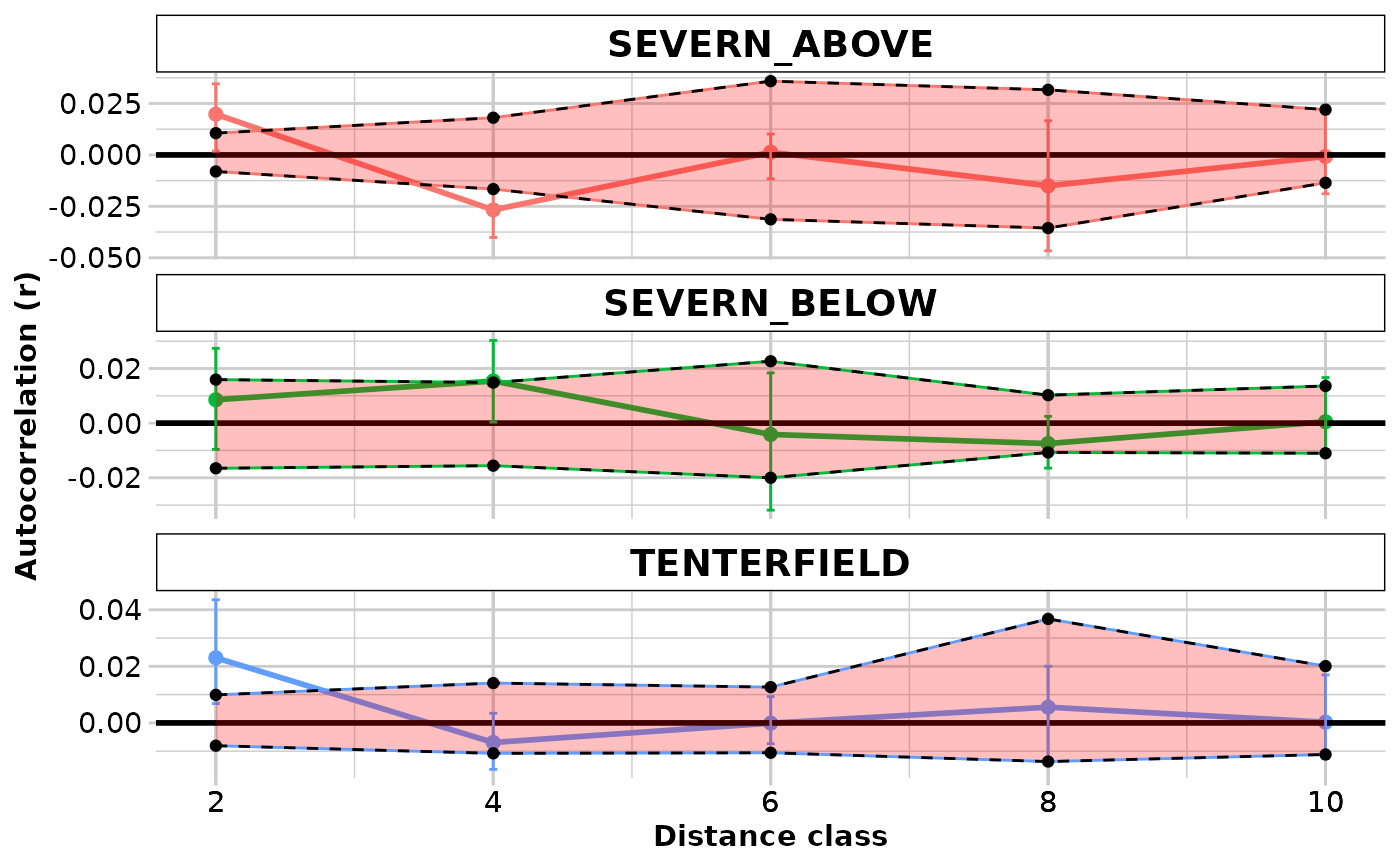 SEVERN_ABOVE
0.025
0.000
-0.025
-0.050
SEVERN_BELOW
0.02
0.00
-0.02
TENTERFIELD
0.04
0.02
0.00
2 4 6 8 10
Distance class
Autocorrelation (r)